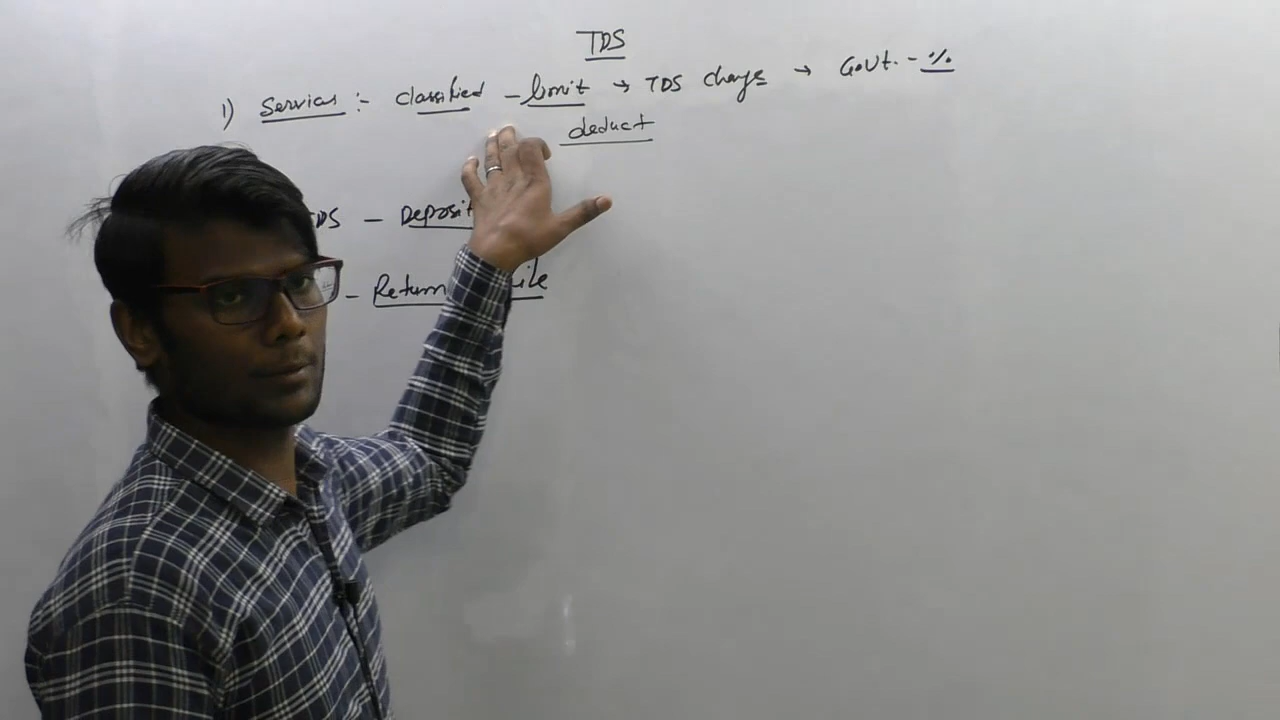 TDS
1) Services :- classified - limit → TDS charge → Govt. - %
deduct
TDS - Deposit
- Return File